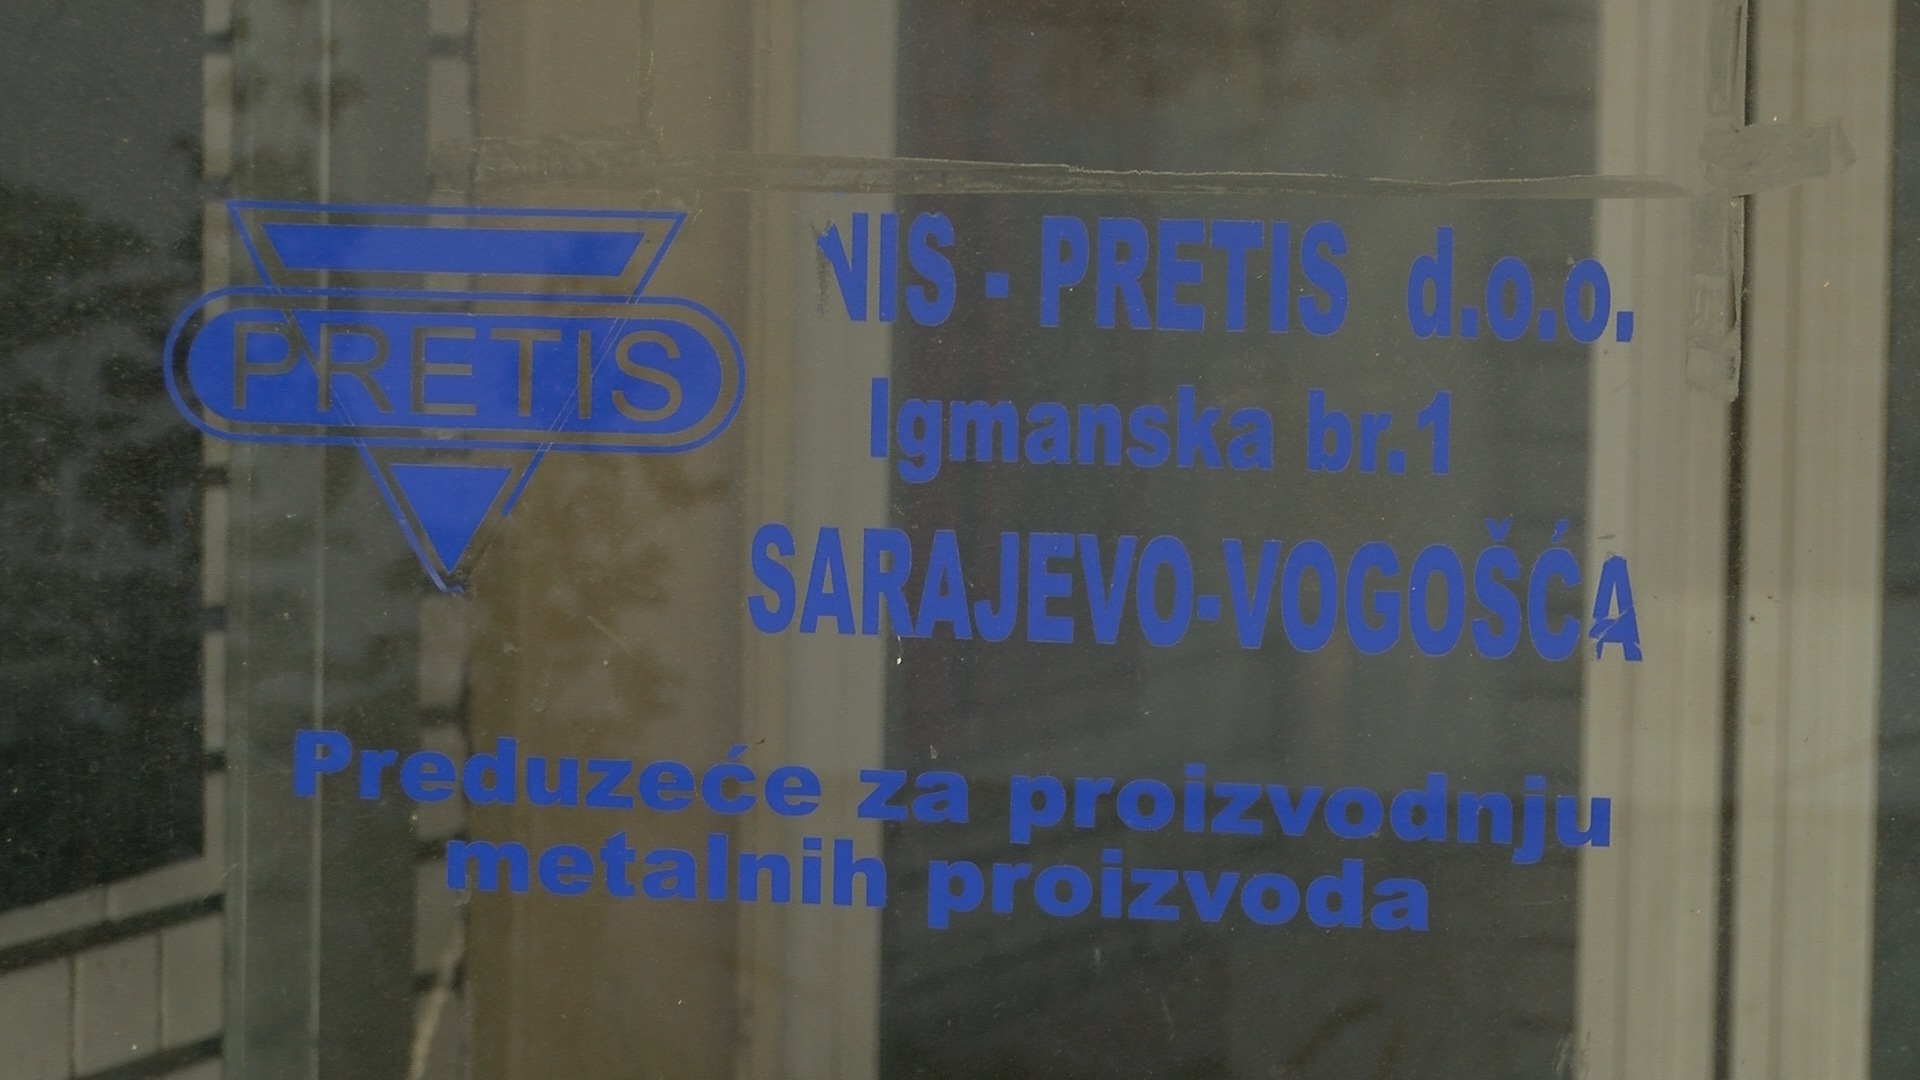 PRETIS
NIS - PRETIS d.o.o.
Igmanska br.1
SARAJEVO-VOGOŠĆA
Preduzeće za proizvodnju
metalnih proizvoda